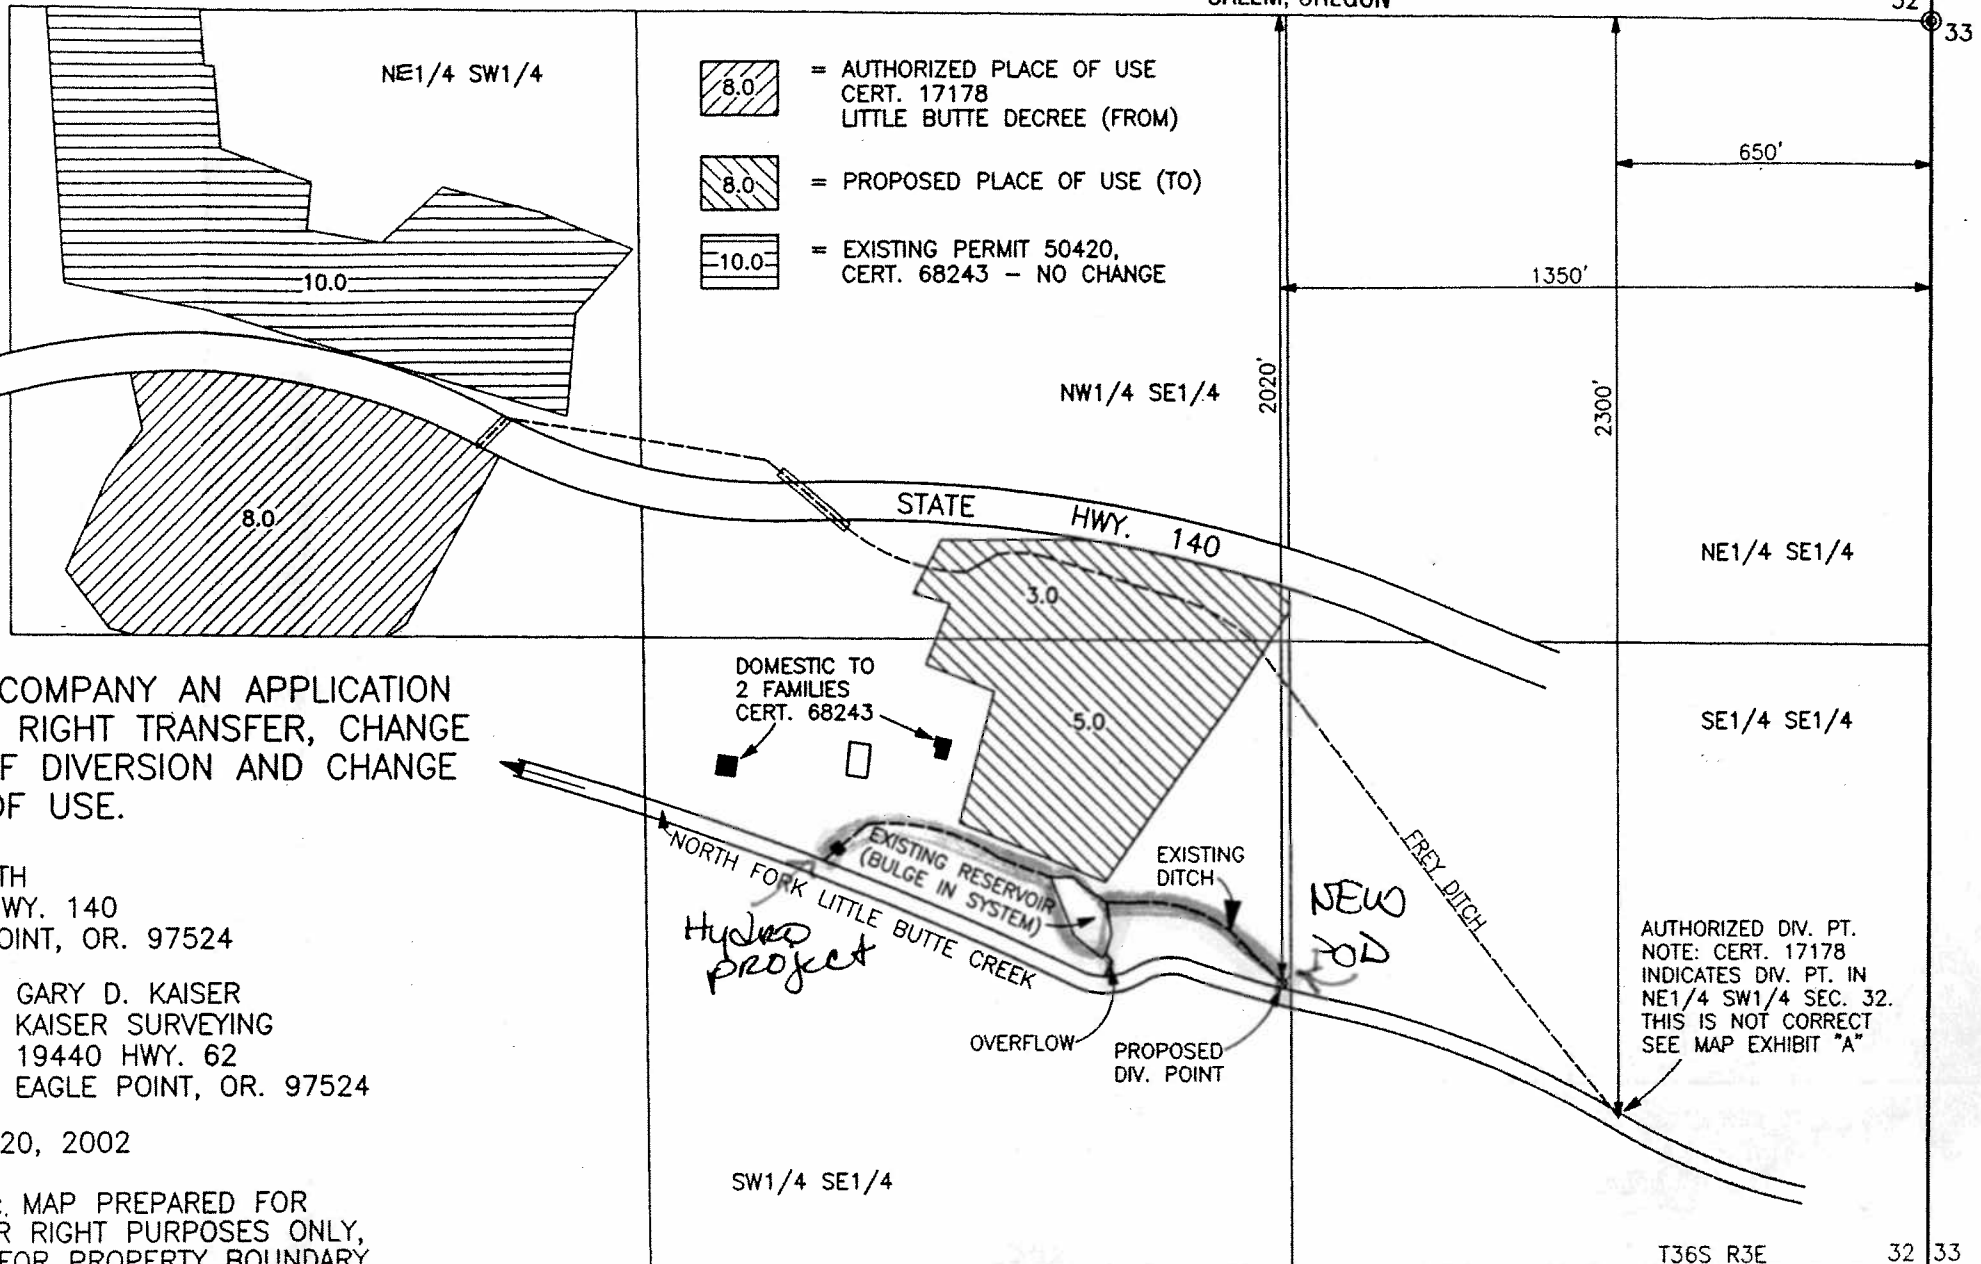 SALEM, OREGON
32
33
NE1/4 SW1/4
8.0
= AUTHORIZED PLACE OF USE
CERT. 17178
LITTLE BUTTE DECREE (FROM)
8.0
= PROPOSED PLACE OF USE (TO)
10.0
= EXISTING PERMIT 50420,
CERT. 68243 – NO CHANGE
650'
1350'
2020'
2300'
10.0
NW1/4 SE1/4
STATE HWY. 140
8.0
NE1/4 SE1/4
3.0
5.0
DOMESTIC TO
2 FAMILIES
CERT. 68243
SE1/4 SE1/4
COMPANY AN APPLICATION
RIGHT TRANSFER, CHANGE
F DIVERSION AND CHANGE
OF USE.
TH
WY. 140
OINT, OR. 97524
GARY D. KAISER
KAISER SURVEYING
19440 HWY. 62
EAGLE POINT, OR. 97524
20, 2002
MAP PREPARED FOR
R RIGHT PURPOSES ONLY,
FOR PROPERTY BOUNDARY
NORTH FORK LITTLE BUTTE CREEK
EXISTING RESERVOIR
(BULGE IN SYSTEM)
Hydro
project
EXISTING
DITCH
NEW
POD
FREY DITCH
OVERFLOW
PROPOSED
DIV. POINT
AUTHORIZED DIV. PT.
NOTE: CERT. 17178
INDICATES DIV. PT. IN
NE1/4 SW1/4 SEC. 32.
THIS IS NOT CORRECT
SEE MAP EXHIBIT "A"
SW1/4 SE1/4
T36S R3E
32
33